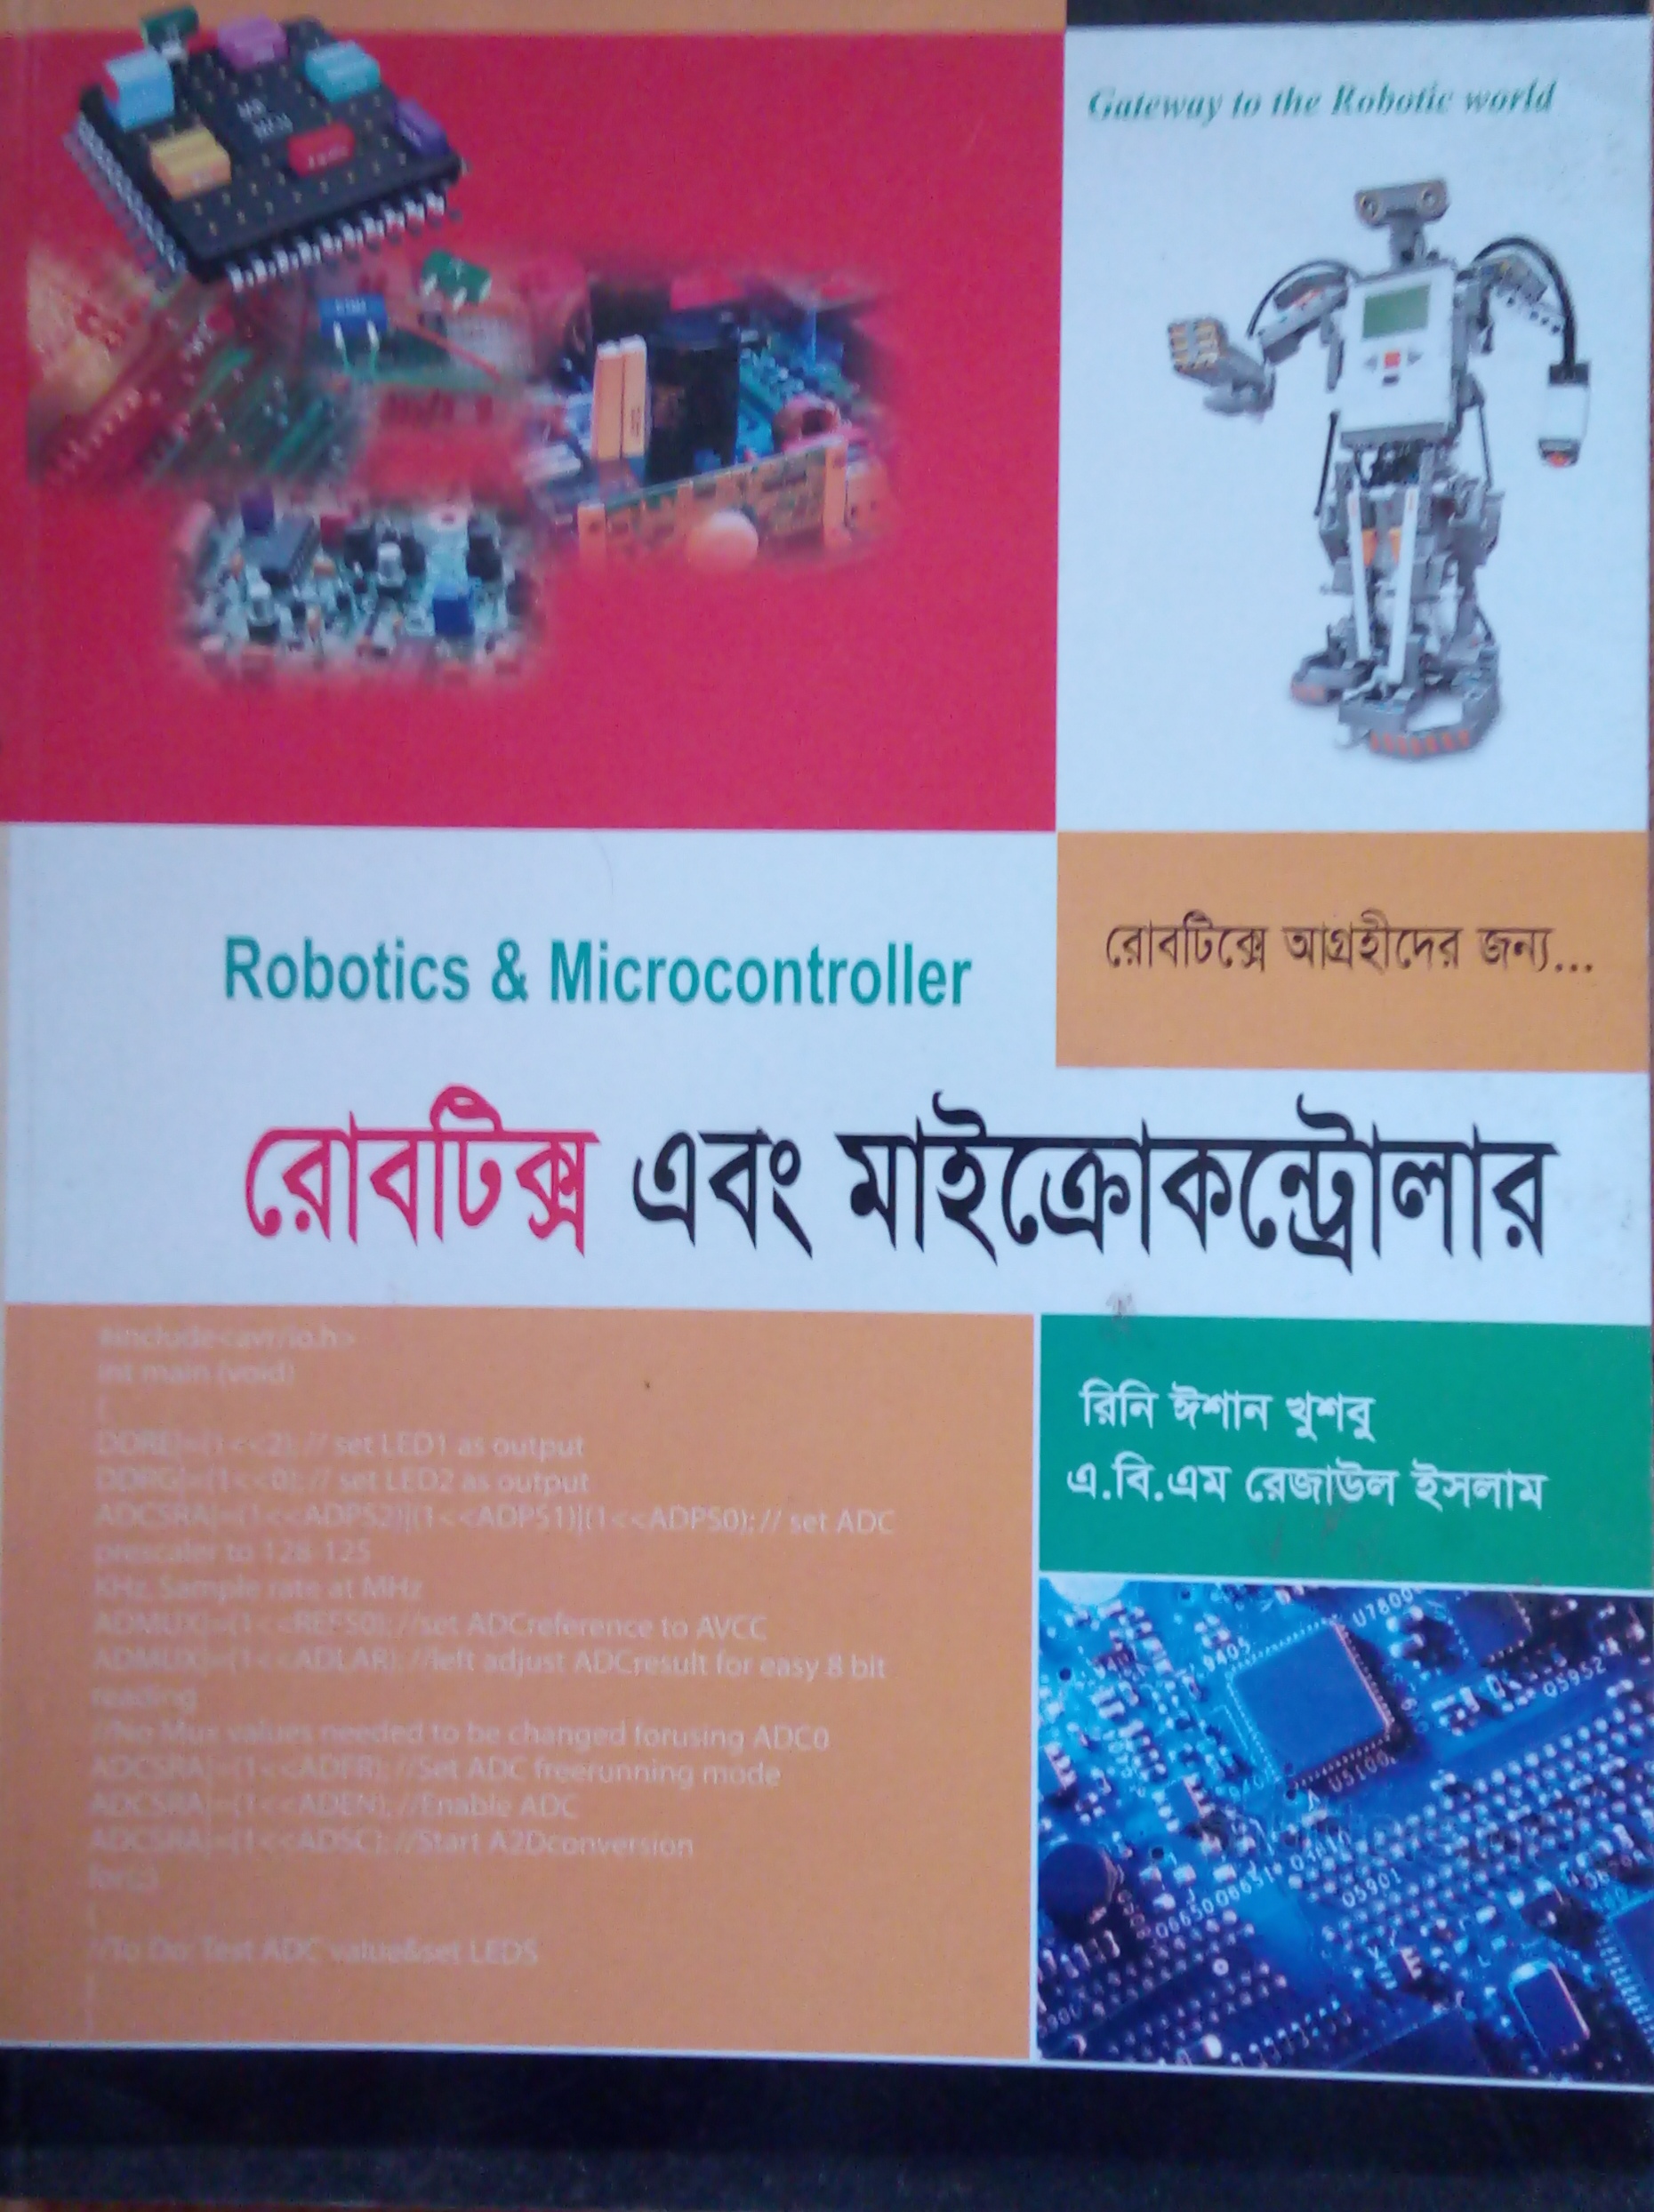 Gateway to the Robotic world
Robotics & Microcontroller
রোবটিক্সে আগ্রহীদের জন্য...
রোবটিক্স এবং মাইক্রোকন্ট্রোলার
রিনি ঈশান খুশবু
এ.বি.এম রেজাউল ইসলাম
#include<avr/io.h>
int main (void)
{
DDRE|=(1<<2); // set LED1 as output
DDRG|=(1<<0); // set LED2 as output
ADCSRA|=(1<<ADPS2)|(1<<ADPS1)|(1<<ADPS0); // set ADC
prescaler to 128-125
KHz. Sample rate at MHz
ADMUX|=(1<<REFS0); //set ADCreference to AVCC
ADMUX|=(1<<ADLAR); //left adjust ADCresult for easy 8 bit
reading
//No Mux values needed to be changed forusing ADC0
ADCSRA|=(1<<ADFR); //Set ADC freerunning mode
ADCSRA|=(1<<ADEN); //Enable ADC
ADCSRA|=(1<<ADSC); //Start A2Dconversion
for(;;)
{
//To Do: Test ADC value&set LEDS
}
U7800
9405
05952
U5100
05901